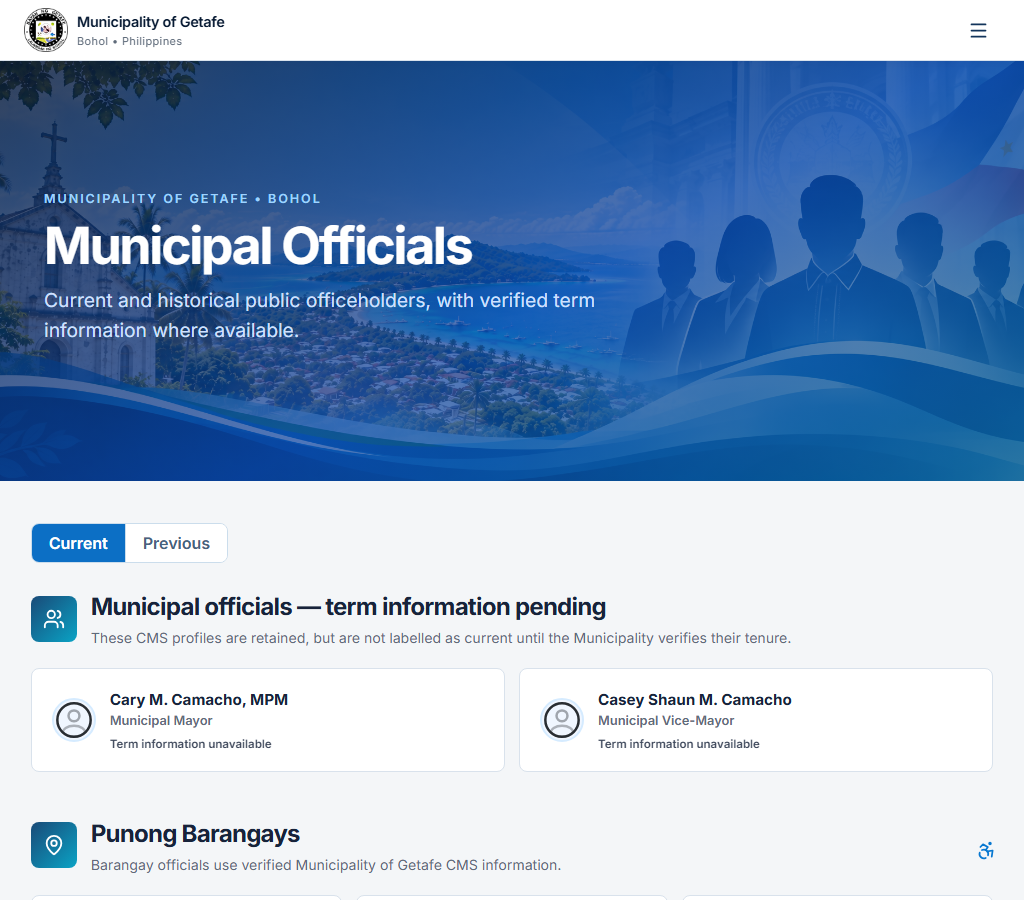 Municipality of Getafe
Bohol • Philippines
MUNICIPALITY OF GETAFE • BOHOL
Municipal Officials
Current and historical public officeholders, with verified term
information where available.
Current
Previous
Municipal officials — term information pending
These CMS profiles are retained, but are not labelled as current until the Municipality verifies their tenure.
Cary M. Camacho, MPM
Municipal Mayor
Term information unavailable
Casey Shaun M. Camacho
Municipal Vice-Mayor
Term information unavailable
Punong Barangays
Barangay officials use verified Municipality of Getafe CMS information.